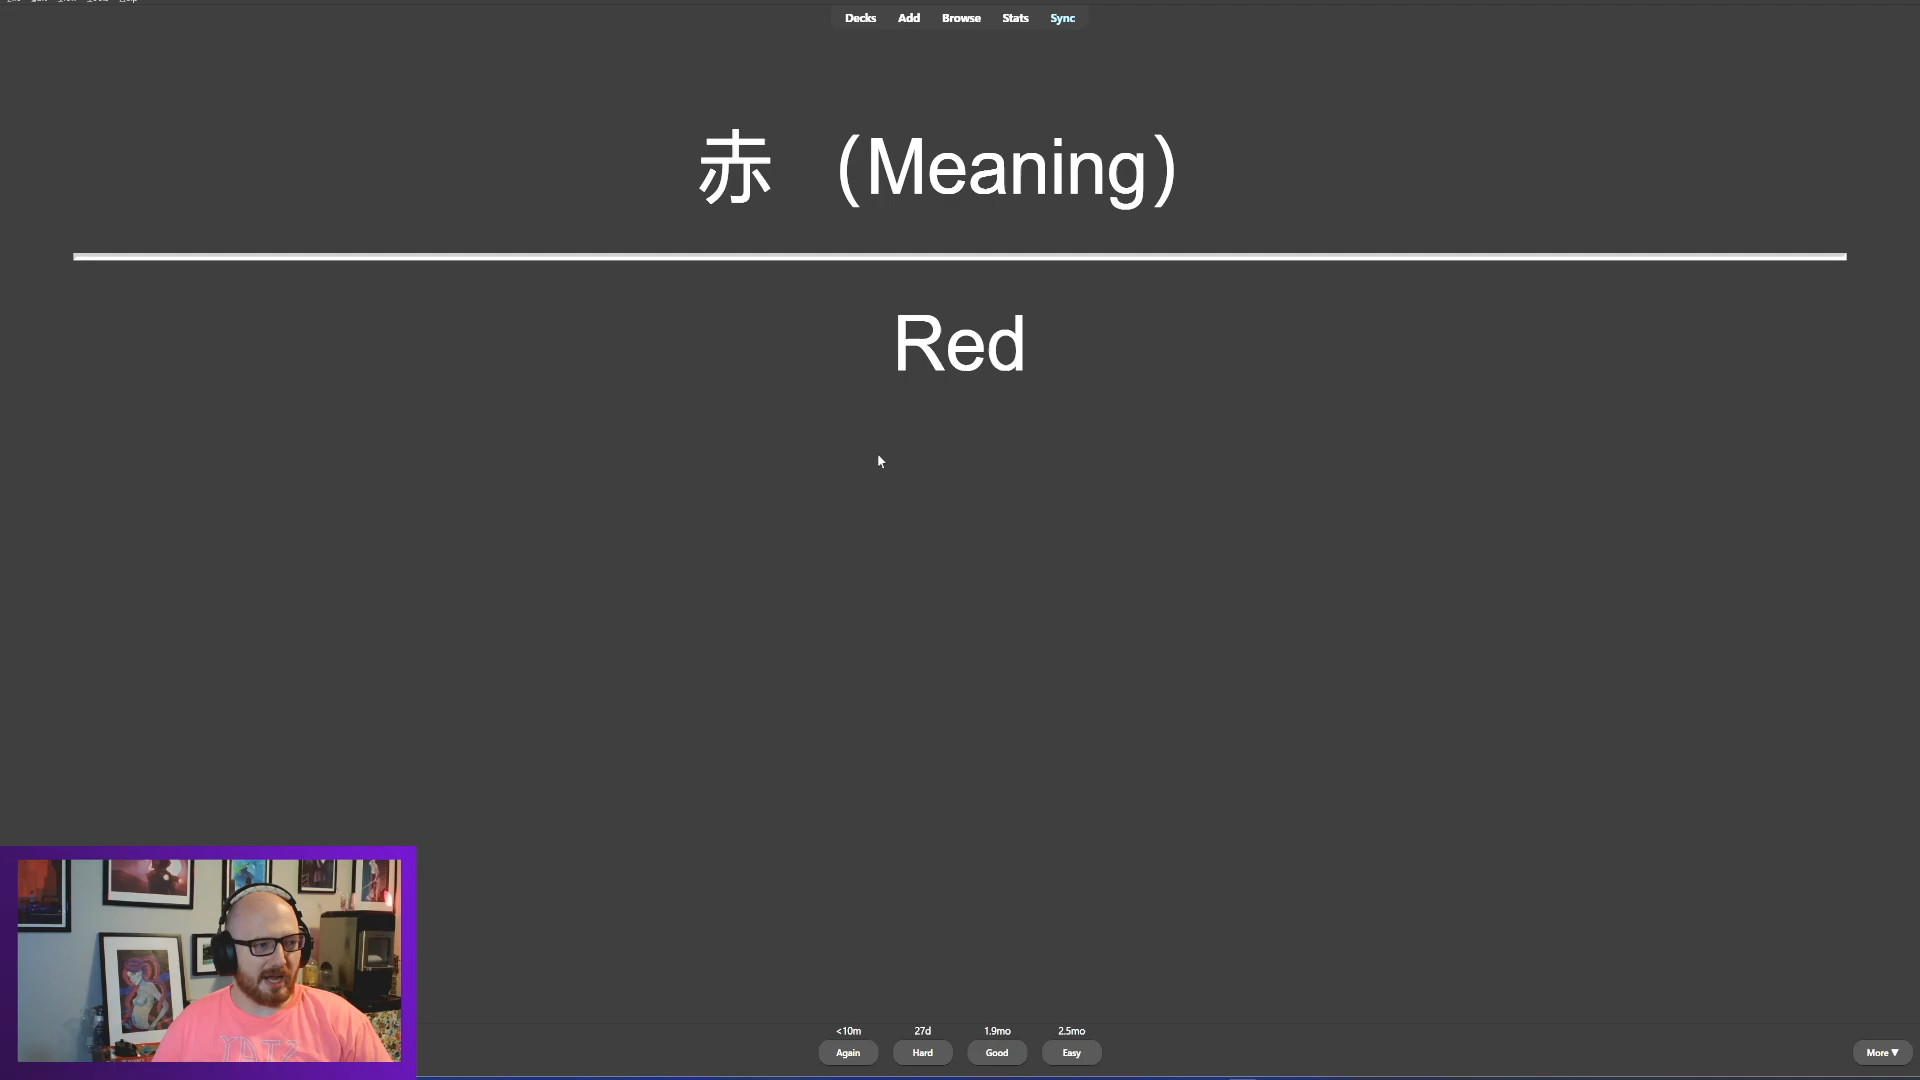 Decks Add Browse Stats Sync
赤 (Meaning)
Red
<10m 27d 1.9mo 2.5mo
Again Hard Good Easy
More ▼